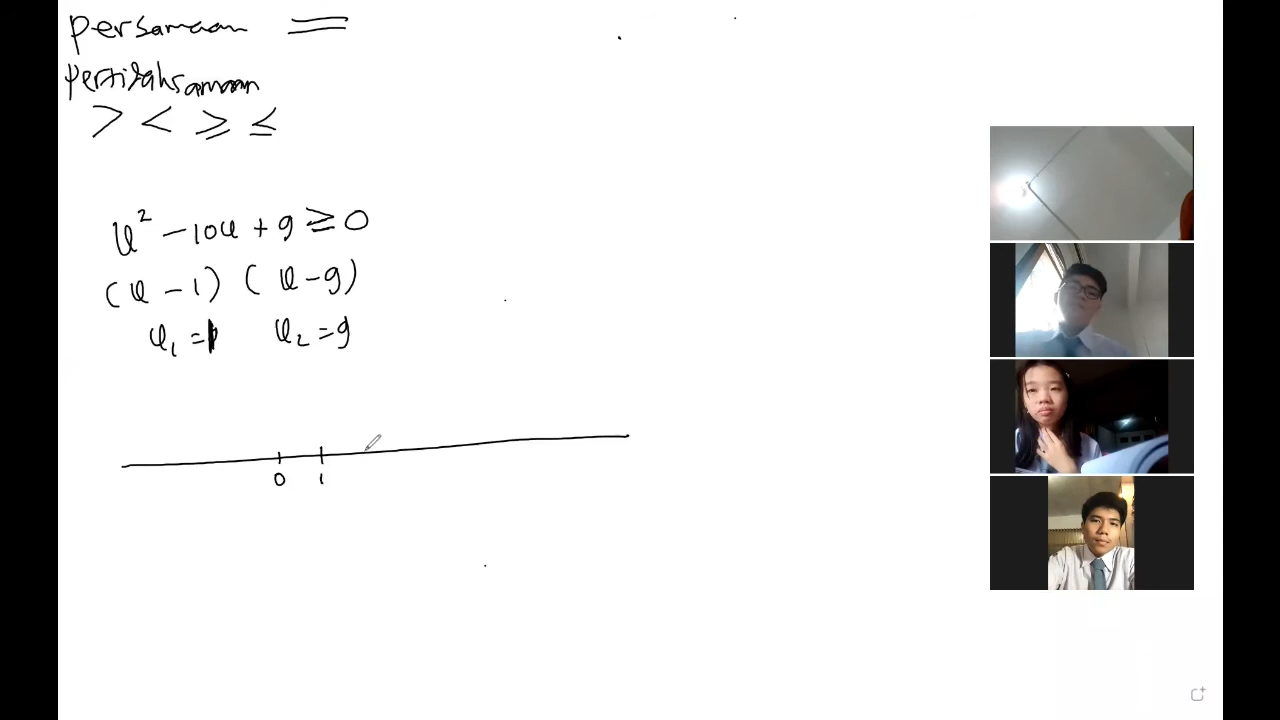 persamaan =
Pertidaksamaan
> < ≥ ≤
u² - 10u + 9 ≥ 0
(u - 1) (u - 9)
u₁ = 1 u₂ = 9
0 1